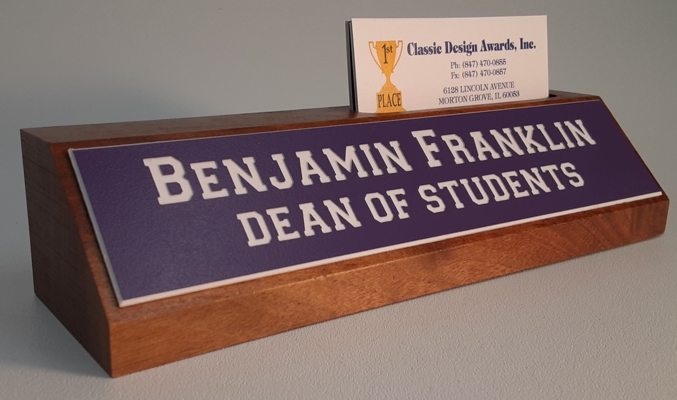 1st
PLACE
Classic Design Awards, Inc.
Ph: (847) 470-0855
Fx: (847) 470-0857
6128 LINCOLN AVENUE
MORTON GROVE, IL 60053
BENJAMIN FRANKLIN
DEAN OF STUDENTS